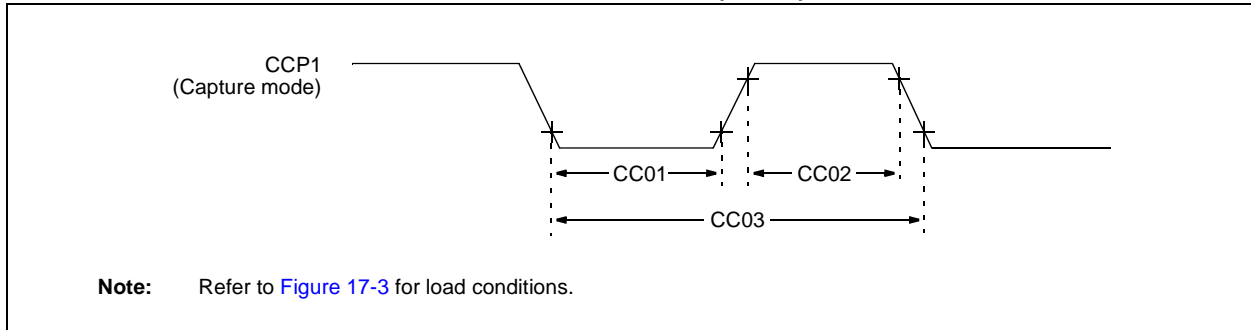 CCP1
(Capture mode)
CC01
CC02
CC03
Note: Refer to Figure 17-3 for load conditions.